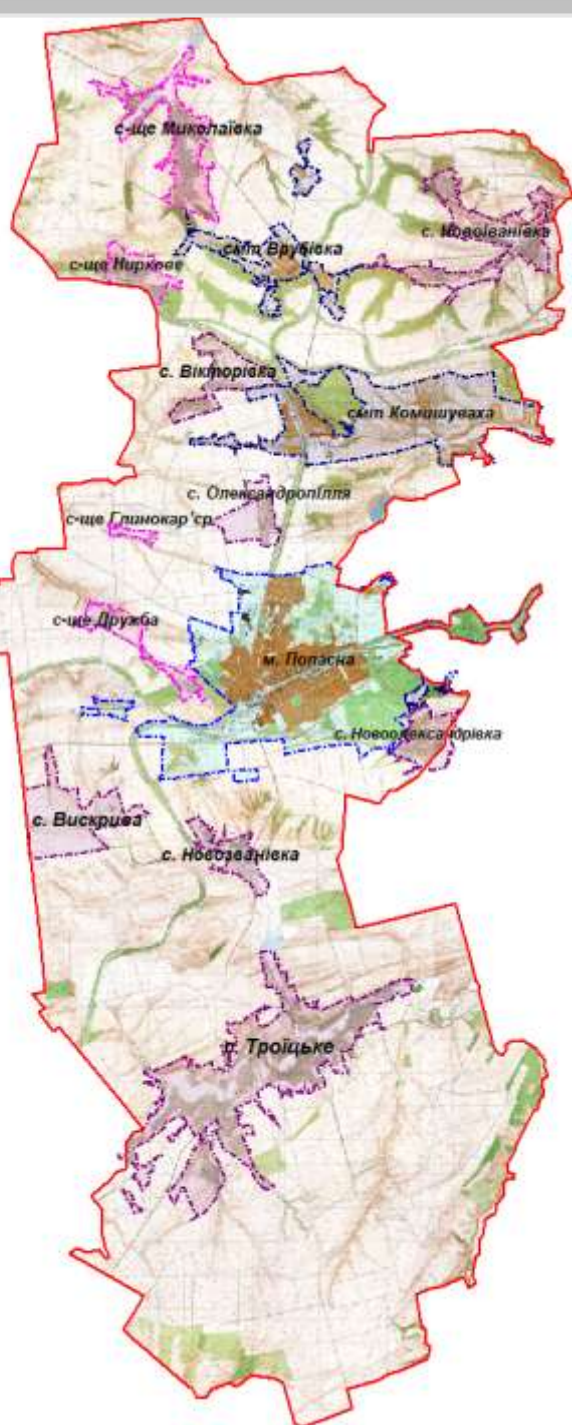 с-ще Миколаївка
с. Новоіванівка
смт Врубівка
с-ще Ниркове
с. Вікторівка
смт Комишуваха
с. Олександропілля
с-ще Глинокар'єр
с-ще Дружба
м. Попасна
с. Новоолександрівка
с. Вискрива
с. Новозванівка
с. Троїцьке